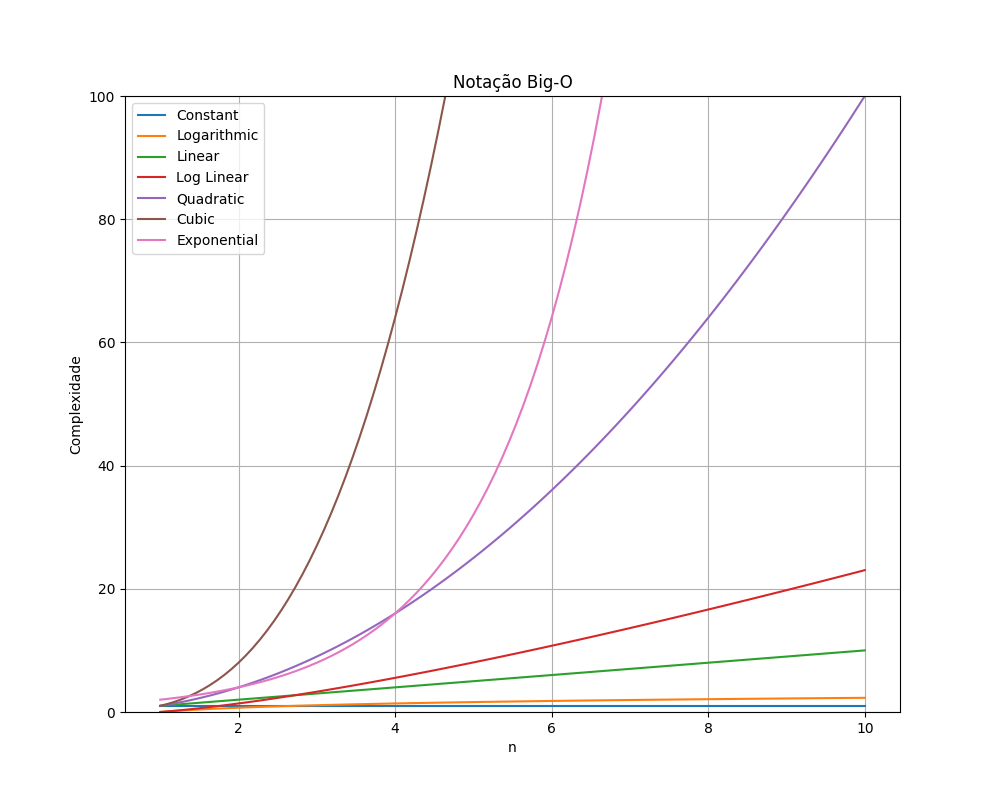 Notação Big-O
100
80
60
40
20
0
Complexidade
Constant
Logarithmic
Linear
Log Linear
Quadratic
Cubic
Exponential
2
4
6
8
10
n